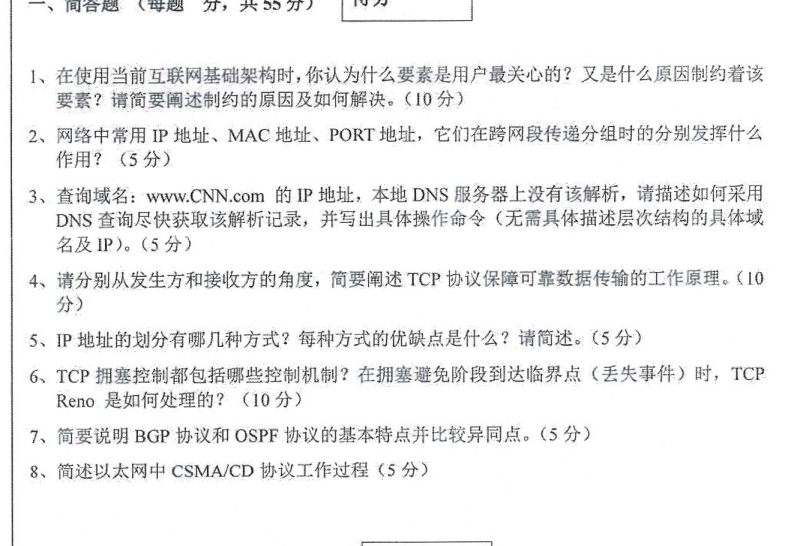 一、简答题 （每题 分，共 55 分）
得分
1、在使用当前互联网基础架构时，你认为什么要素是用户最关心的？又是什么原因制约着该
要素？请简要阐述制约的原因及如何解决。（10 分）
2、网络中常用 IP 地址、MAC 地址、PORT 地址，它们在跨网段传递分组时的分别发挥什么
作用？（5 分）
3、查询域名：www.CNN.com 的 IP 地址，本地 DNS 服务器上没有该解析，请描述如何采用
DNS 查询尽快获取该解析记录，并写出具体操作命令（无需具体描述层次结构的具体域
名及 IP）。（5 分）
4、请分别从发生方和接收方的角度，简要阐述 TCP 协议保障可靠数据传输的工作原理。（10
分）
5、IP 地址的划分有哪几种方式？每种方式的优缺点是什么？请简述。（5 分）
6、TCP 拥塞控制都包括哪些控制机制？在拥塞避免阶段到达临界点（丢失事件）时，TCP
Reno 是如何处理的？（10 分）
7、简要说明 BGP 协议和 OSPF 协议的基本特点并比较异同点。（5 分）
8、简述以太网中 CSMA/CD 协议工作过程（5 分）